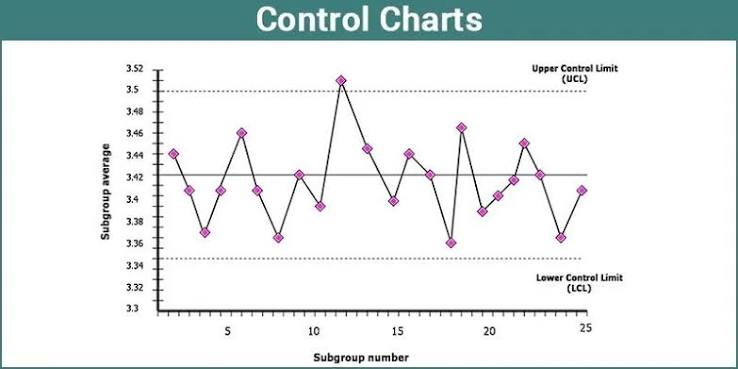 Control Charts
3.52
3.5
3.48
3.46
3.44
3.42
3.4
3.38
3.36
3.34
3.32
3.3
Subgroup average
Upper Control Limit
(UCL)
Lower Control Limit
(LCL)
5
10
15
20
25
Subgroup number